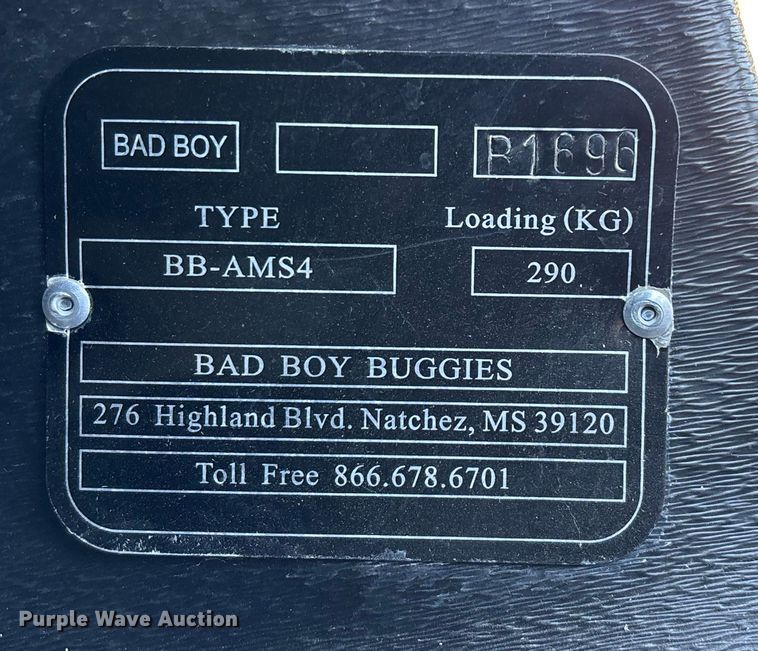 BAD BOY B1696
TYPE Loading (KG)
BB-AMS4 290
BAD BOY BUGGIES
276 Highland Blvd. Natchez, MS 39120
Toll Free 866.678.6701
Purple Wave Auction